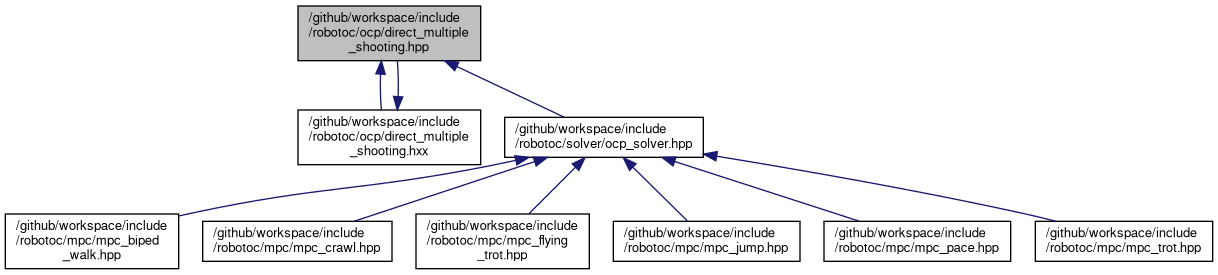 /github/workspace/include
/robotoc/ocp/direct_multiple
_shooting.hpp
/github/workspace/include
/robotoc/ocp/direct_multiple
_shooting.hxx
/github/workspace/include
/robotoc/solver/ocp_solver.hpp
/github/workspace/include
/robotoc/mpc/mpc_biped
_walk.hpp
/github/workspace/include
/robotoc/mpc/mpc_crawl.hpp
/github/workspace/include
/robotoc/mpc/mpc_flying
_trot.hpp
/github/workspace/include
/robotoc/mpc/mpc_jump.hpp
/github/workspace/include
/robotoc/mpc/mpc_pace.hpp
/github/workspace/include
/robotoc/mpc/mpc_trot.hpp